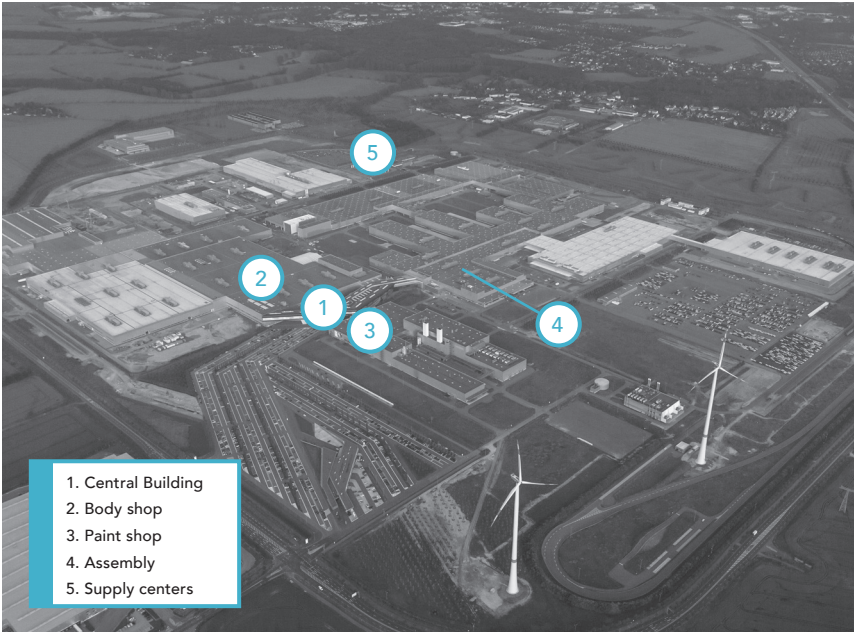 5
2
1
3
4
1. Central Building
2. Body shop
3. Paint shop
4. Assembly
5. Supply centers